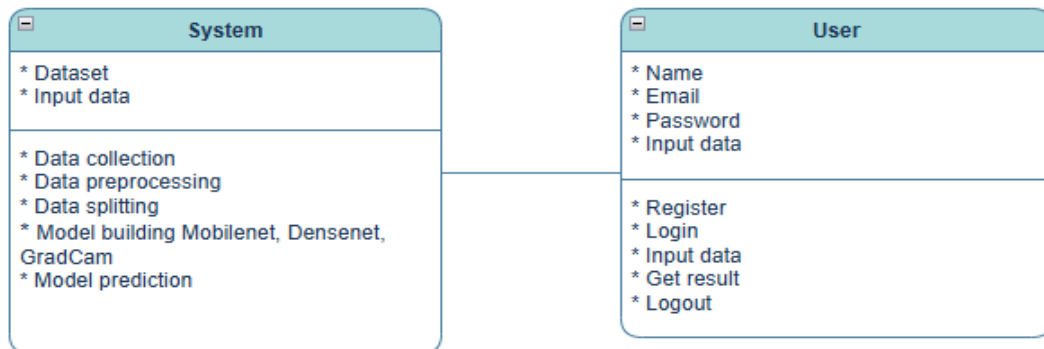 System
* Dataset
* Input data
* Data collection
* Data preprocessing
* Data splitting
* Model building Mobilenet, Densenet,
GradCam
* Model prediction
User
* Name
* Email
* Password
* Input data
* Register
* Login
* Input data
* Get result
* Logout